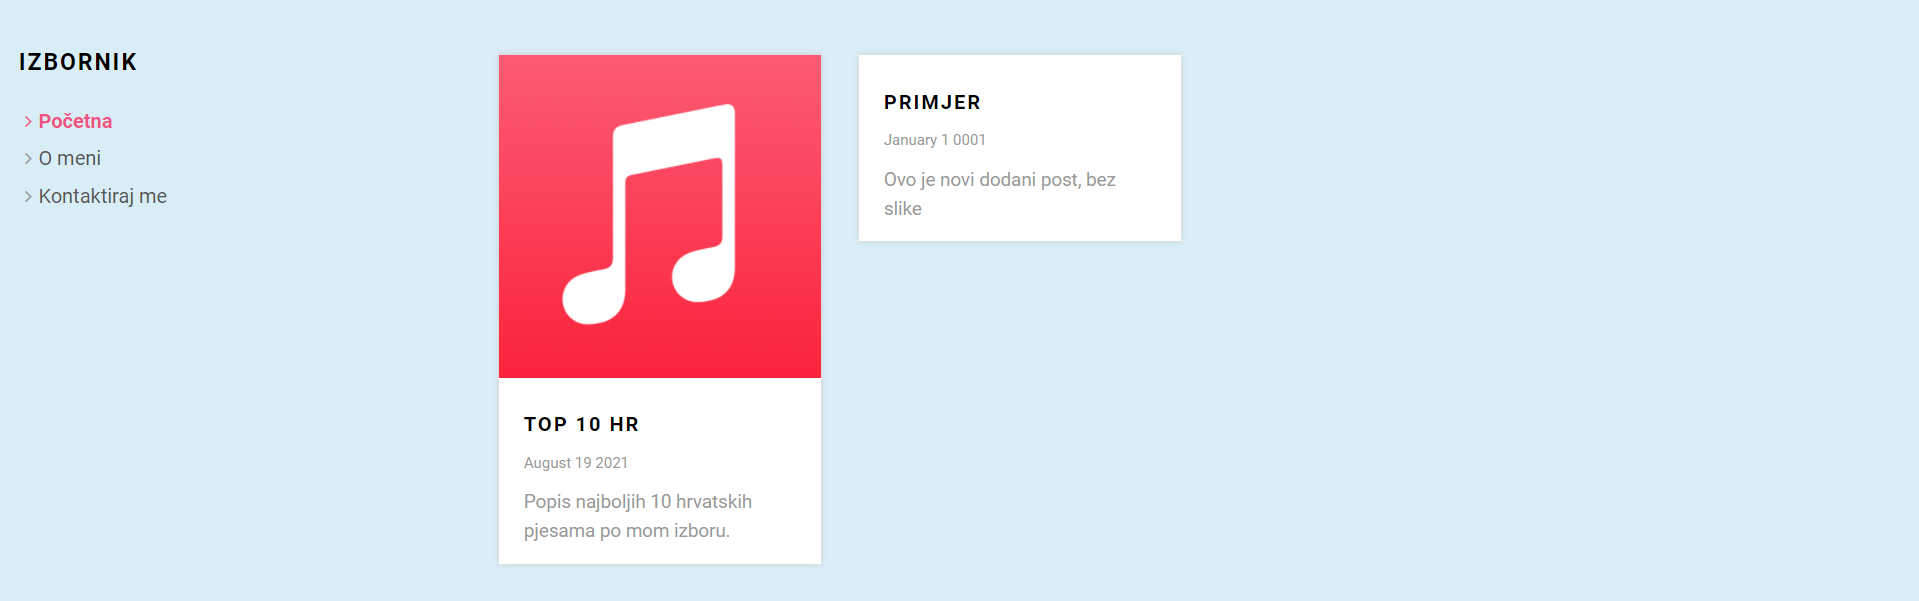 IZBORNIK
Početna
O meni
Kontaktiraj me
TOP 10 HR
August 19 2021
Popis najboljih 10 hrvatskih
pjesama po mom izboru.
PRIMJER
January 1 0001
Ovo je novi dodani post, bez
slike